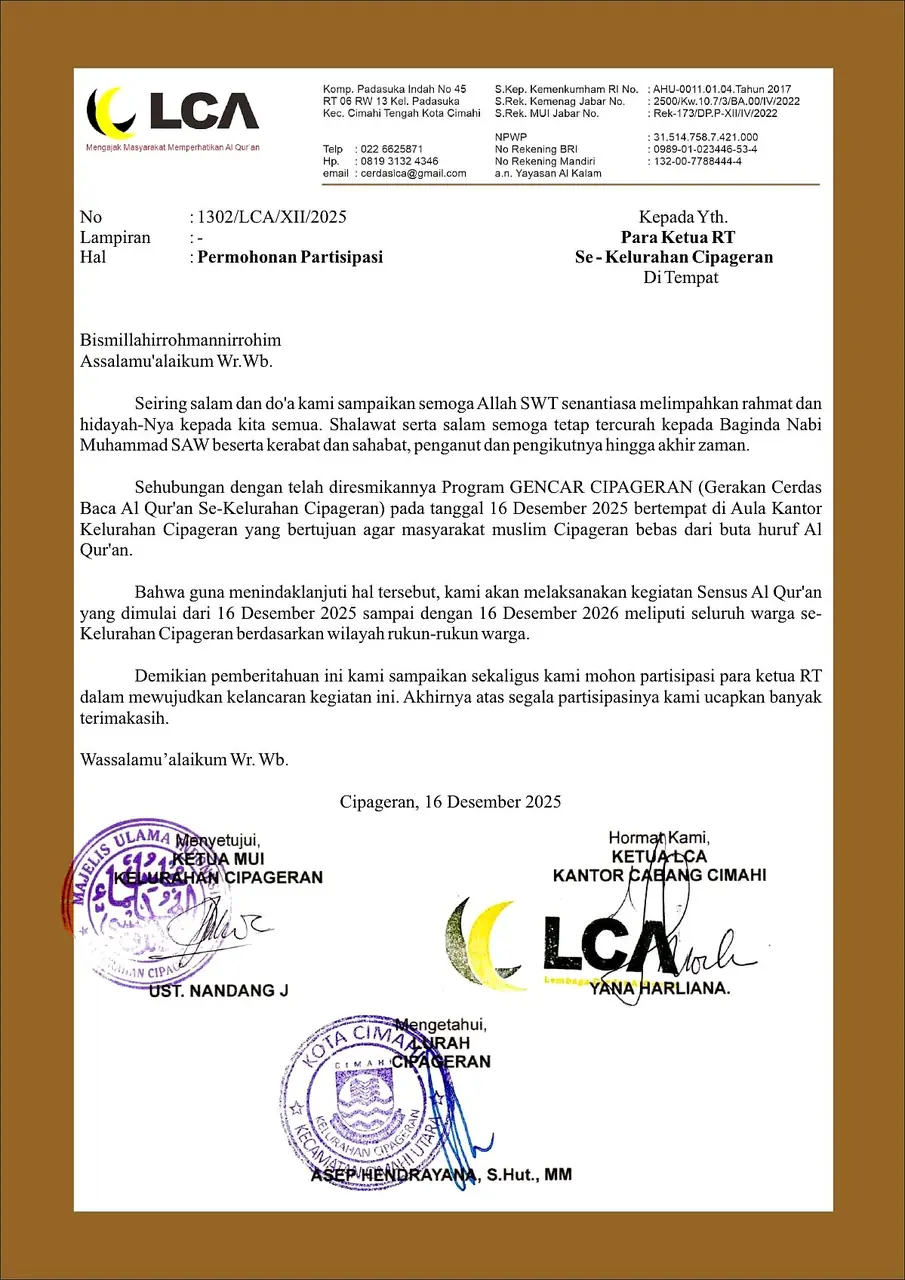 LCA
Mengajak Masyarakat Memperhatikan Al Qur'an
Komp. Padasuka Indah No 45
RT 06 RW 13 Kel. Padasuka
Kec. Cimahi Tengah Kota Cimahi
Telp : 022 6625871
Hp. : 0819 3132 4346
email : cerdaslca@gmail.com
S.Kep. Kemenkumham RI No. : AHU-0011.01.04.Tahun 2017
S.Rek. Kemenag Jabar No. : 2500/Kw.10.7/3/BA.00/IV/2022
S.Rek. MUI Jabar No. : Rek-173/DP.P-XII/IV/2022
NPWP : 31.514.758.7.421.000
No Rekening BRI : 0989-01-023446-53-4
No Rekening Mandiri : 132-00-7788444-4
a.n. Yayasan Al Kalam
No : 1302/LCA/XII/2025
Lampiran : -
Hal : Permohonan Partisipasi
Kepada Yth.
Para Ketua RT
Se - Kelurahan Cipageran
Di Tempat
Bismillahirrohmannirrohim
Assalamu'alaikum Wr.Wb.
Seiring salam dan do'a kami sampaikan semoga Allah SWT senantiasa melimpahkan rahmat dan
hidayah-Nya kepada kita semua. Shalawat serta salam semoga tetap tercurah kepada Baginda Nabi
Muhammad SAW beserta kerabat dan sahabat, penganut dan pengikutnya hingga akhir zaman.
Sehubungan dengan telah diresmikannya Program GENCAR CIPAGERAN (Gerakan Cerdas
Baca Al Qur'an Se-Kelurahan Cipageran) pada tanggal 16 Desember 2025 bertempat di Aula Kantor
Kelurahan Cipageran yang bertujuan agar masyarakat muslim Cipageran bebas dari buta huruf Al
Qur'an.
Bahwa guna menindaklanjuti hal tersebut, kami akan melaksanakan kegiatan Sensus Al Qur'an
yang dimulai dari 16 Desember 2025 sampai dengan 16 Desember 2026 meliputi seluruh warga se-
Kelurahan Cipageran berdasarkan wilayah rukun-rukun warga.
Demikian pemberitahuan ini kami sampaikan sekaligus kami mohon partisipasi para ketua RT
dalam mewujudkan kelancaran kegiatan ini. Akhirnya atas segala partisipasinya kami ucapkan banyak
terimakasih.
Wassalamu’alaikum Wr. Wb.
Cipageran, 16 Desember 2025
Menyetujui,
KETUA MUI
KELURAHAN CIPAGERAN
MAJELIS ULAMA
UST. NANDANG J
Hormat Kami,
KETUA LCA
KANTOR CABANG CIMAHI
LCA
YANA HARLIANA.
Mengetahui,
LURAH
CIPAGERAN
KOTA CIMAHI
CIMAHI
KELURAHAN CIPAGERAN
KECAMATAN CIMAHI UTARA
ASEP HENDRAYANA, S.Hut., MM